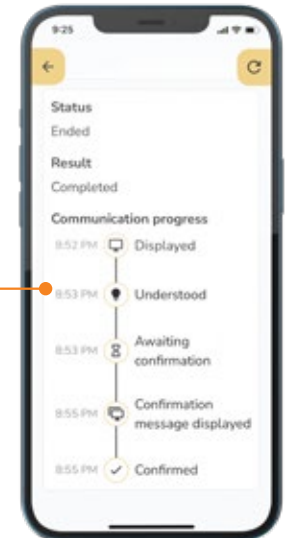 9:25
Status
Ended
Result
Completed
Communication progress
8:52 PM Displayed
8:53 PM Understood
8:53 PM Awaiting
confirmation
8:55 PM Confirmation
message displayed
8:55 PM Confirmed